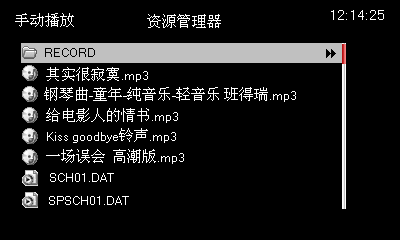 手动播放 资源管理器 12:14:25
RECORD
其实很寂寞.mp3
钢琴曲-童年-纯音乐-轻音乐 班得瑞.mp3
给电影人的情书.mp3
Kiss goodbye铃声.mp3
一场误会 高潮版.mp3
SCH01.DAT
SPSCH01.DAT